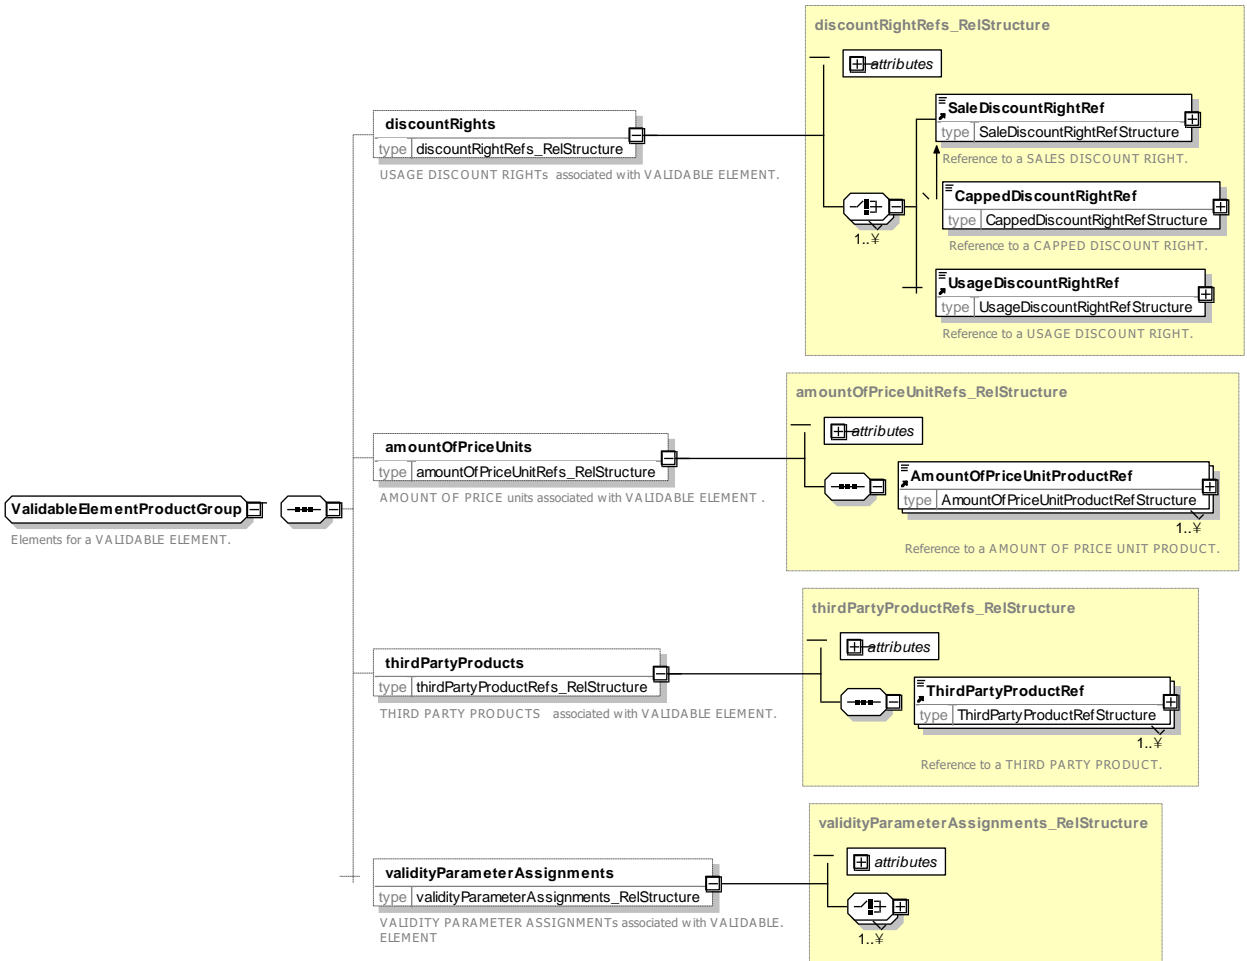 ValidableElementProductGroup
Elements for a VALIDABLE ELEMENT.
discountRights
type discountRightRefs_RelStructure
USAGE DISCOUNT RIGHTs associated with VALIDABLE ELEMENT.
discountRightRefs_RelStructure
attributes
1..¥
SaleDiscountRightRef
type SaleDiscountRightRefStructure
Reference to a SALES DISCOUNT RIGHT.
CappedDiscountRightRef
type CappedDiscountRightRefStructure
Reference to a CAPPED DISCOUNT RIGHT.
UsageDiscountRightRef
type UsageDiscountRightRefStructure
Reference to a USAGE DISCOUNT RIGHT.
amountOfPriceUnits
type amountOfPriceUnitRefs_RelStructure
AMOUNT OF PRICE units associated with VALIDABLE ELEMENT .
amountOfPriceUnitRefs_RelStructure
attributes
AmountOfPriceUnitProductRef
type AmountOfPriceUnitProductRefStructure
1..¥
Reference to a AMOUNT OF PRICE UNIT PRODUCT.
thirdPartyProducts
type thirdPartyProductRefs_RelStructure
THIRD PARTY PRODUCTS associated with VALIDABLE ELEMENT.
thirdPartyProductRefs_RelStructure
attributes
ThirdPartyProductRef
type ThirdPartyProductRefStructure
1..¥
Reference to a THIRD PARTY PRODUCT.
validityParameterAssignments
type validityParameterAssignments_RelStructure
VALIDITY PARAMETER ASSIGNMENTs associated with VALIDABLE.
ELEMENT
validityParameterAssignments_RelStructure
attributes
1..¥